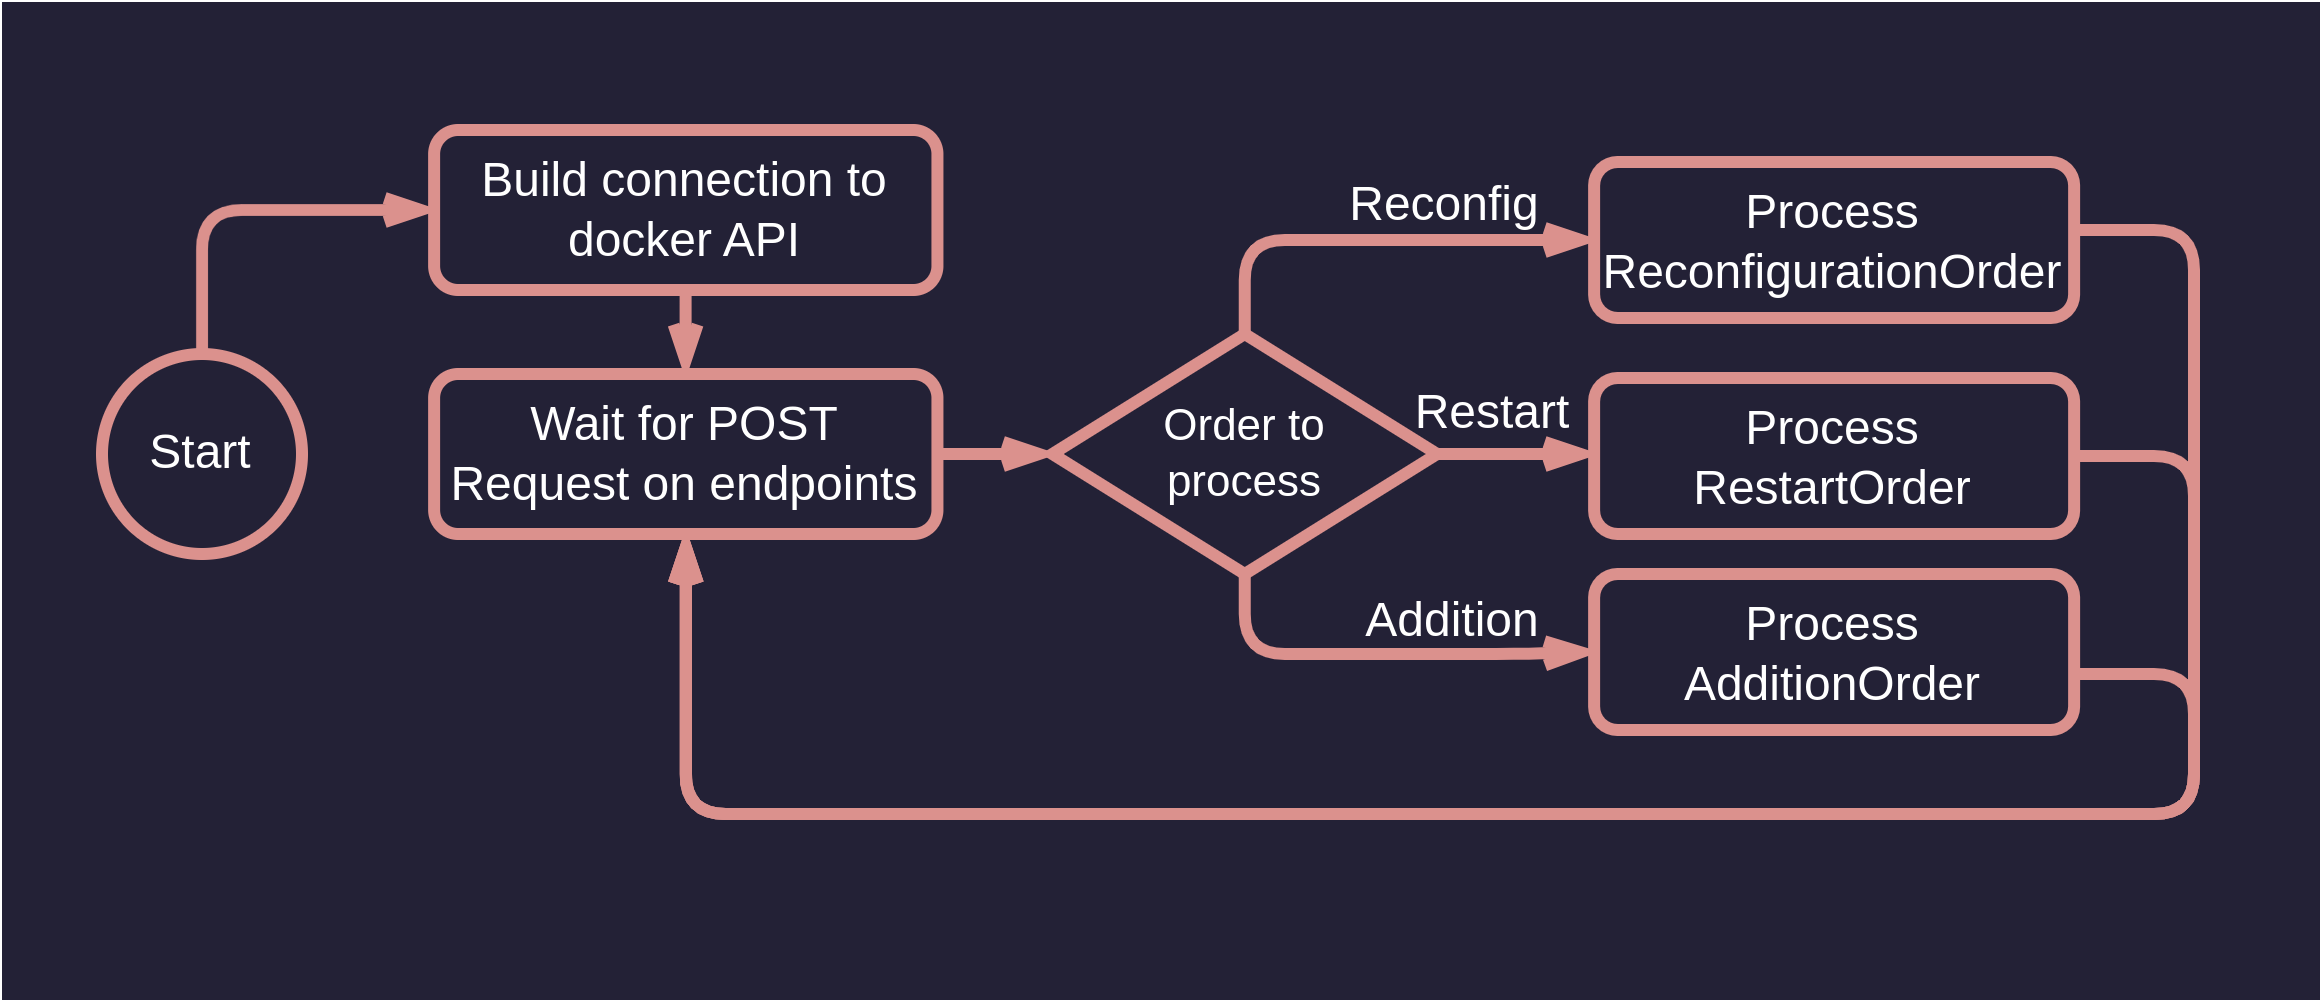 Start
Build connection to
docker API
Wait for POST
Request on endpoints
Order to
process
Reconfig
Process
ReconfigurationOrder
Restart
Process
RestartOrder
Addition
Process
AdditionOrder